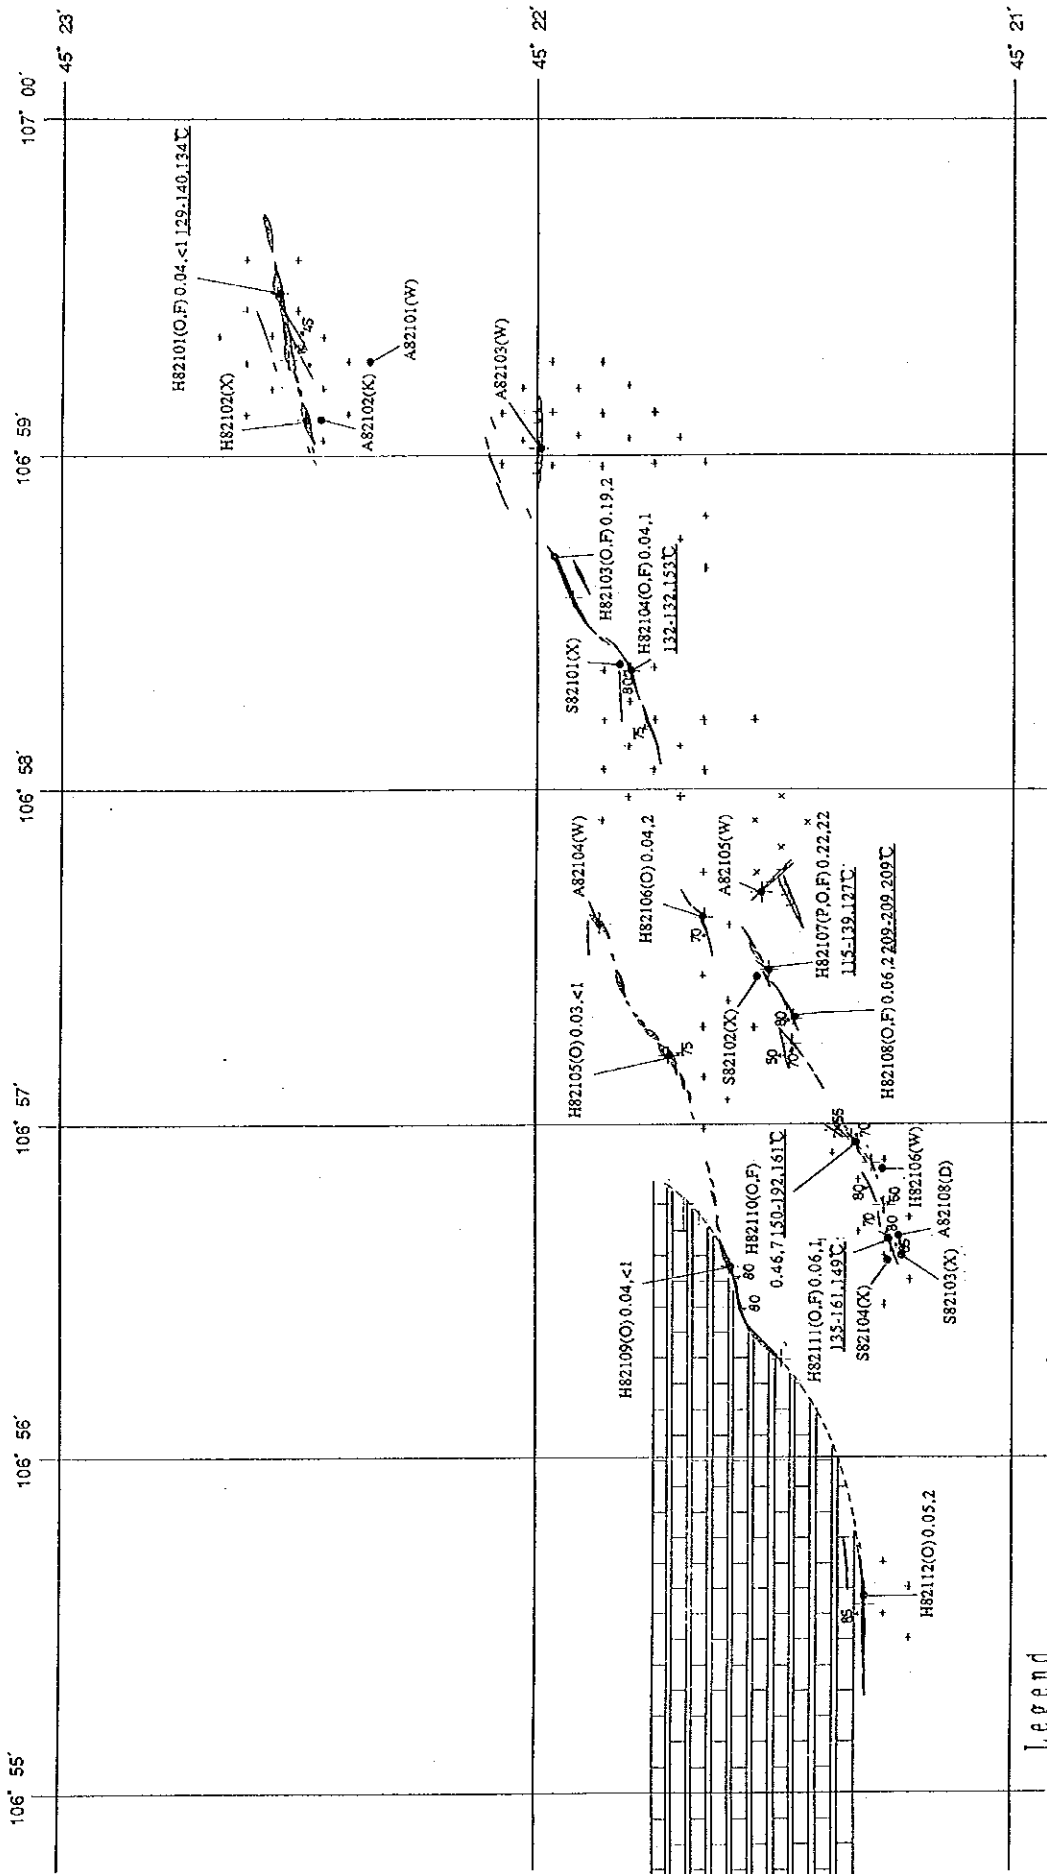 106° 55′
106° 56′
106° 57′
106° 58′
106° 59′
107° 00′
45° 23′
45° 22′
45° 21′
H82101(O,F) 0.04,<1 129-140,134℃
H82102(X)
45
A82102(K)
A82101(W)
A82103(W)
H82103(O,F) 0.19,2
H82104(O,F) 0.04,1
132-132,153℃
S82101(X)
80
75
A82104(W)
H82105(O) 0.03,<1
75
H82106(O) 0.04,2
70
A82105(W)
S82102(X)
H82107(P,O,F) 0.22,22
115-139,127℃
H82108(O,F) 0.06,2 209-209,209℃
80
50
70
H82109(O) 0.04,<1
80
80
H82110(O,F)
0.46,7 150-192,161℃
75
55
70
80
70
60
80
H82106(W)
H82111(O,F) 0.06,1
135-161,149℃
S82104(X)
A82108(D)
S82103(X)
85
H82112(O) 0.05,2
Legend